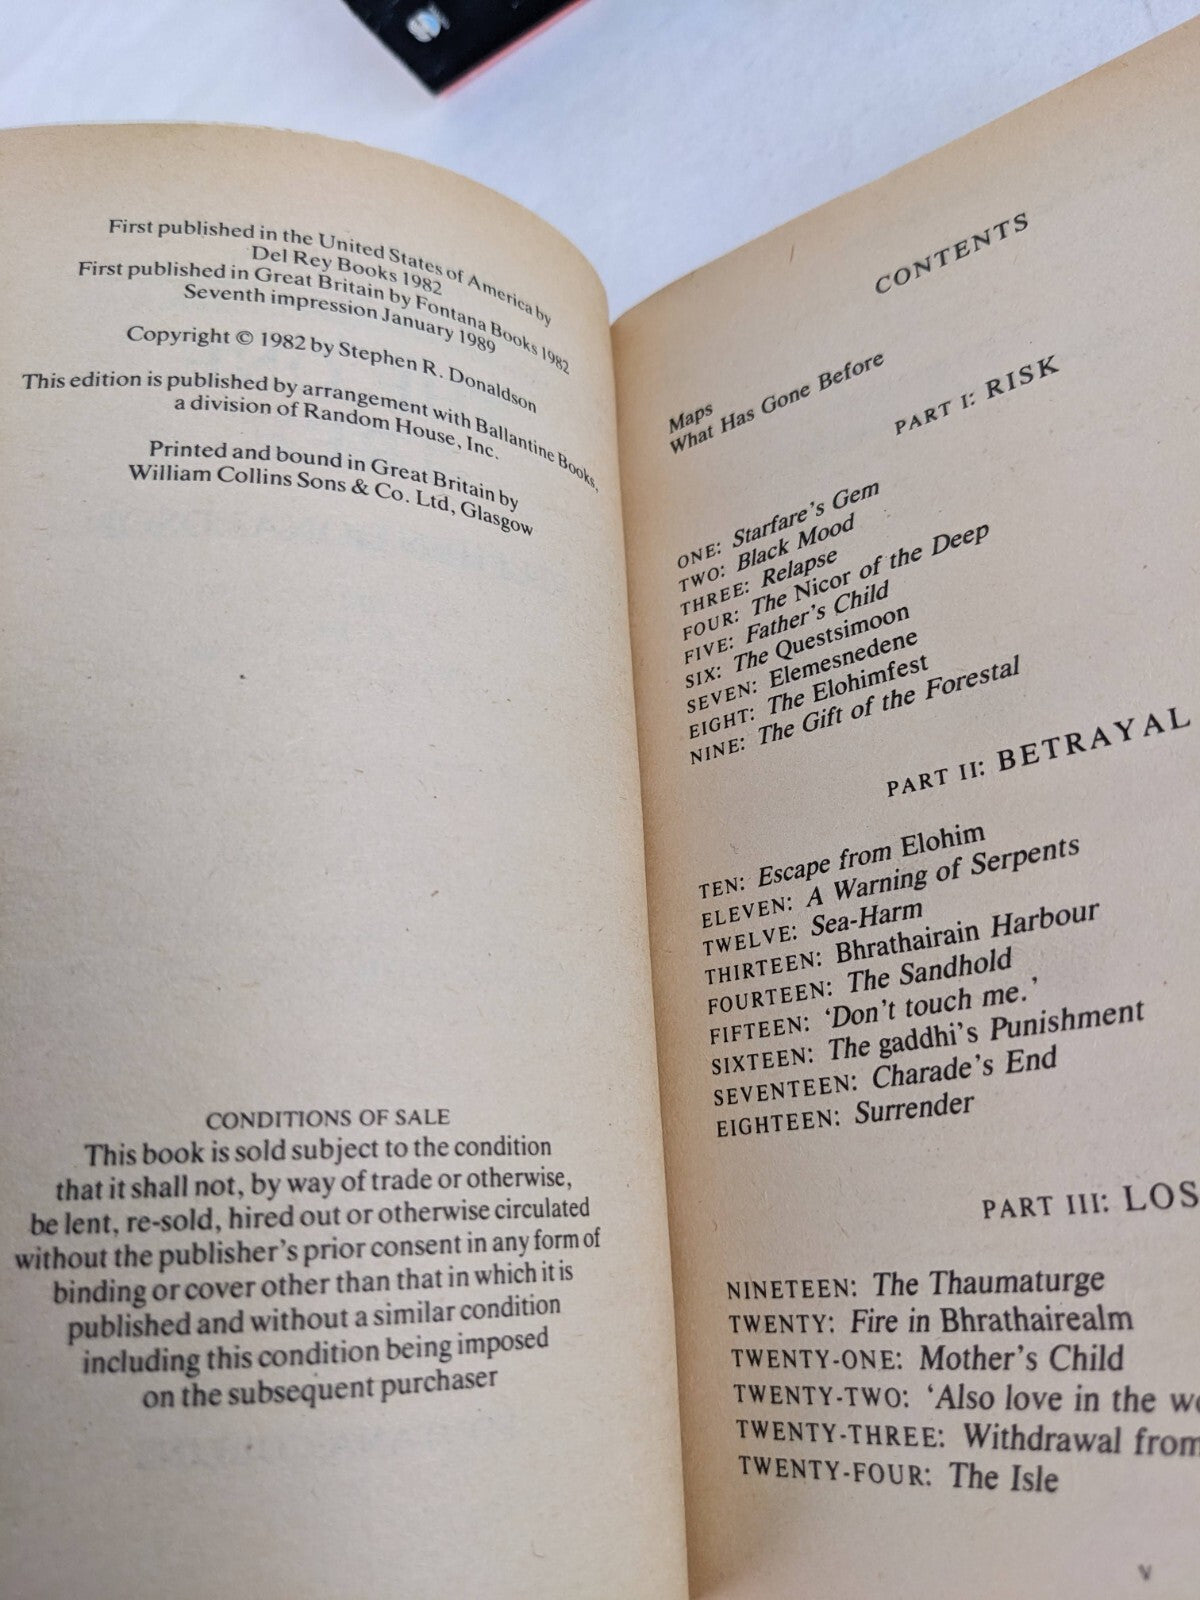 First published in the United States of America by
Del Rey Books 1982
First published in Great Britain by Fontana Books 1982
Seventh impression January 1989
Copyright © 1982 by Stephen R. Donaldson
This edition is published by arrangement with Ballantine Books,
a division of Random House, Inc.
Printed and bound in Great Britain by
William Collins Sons & Co. Ltd, Glasgow
CONDITIONS OF SALE
This book is sold subject to the condition
that it shall not, by way of trade or otherwise,
be lent, re-sold, hired out or otherwise circulated
without the publisher's prior consent in any form of
binding or cover other than that in which it is
published and without a similar condition
including this condition being imposed
on the subsequent purchaser
CONTENTS
Maps
What Has Gone Before
PART I: RISK
ONE: Starfare's Gem
TWO: Black Mood
THREE: Relapse
FOUR: The Nicor of the Deep
FIVE: Father's Child
SIX: The Questsimoon
SEVEN: Elemesnedene
EIGHT: The Elohimfest
NINE: The Gift of the Forestal
PART II: BETRAYAL
TEN: Escape from Elohim
ELEVEN: A Warning of Serpents
TWELVE: Sea-Harm
THIRTEEN: Bhrathairain Harbour
FOURTEEN: The Sandhold
FIFTEEN: 'Don't touch me.'
SIXTEEN: The gaddhi's Punishment
SEVENTEEN: Charade's End
EIGHTEEN: Surrender
PART III: LOS
NINETEEN: The Thaumaturge
TWENTY: Fire in Bhrathairealm
TWENTY-ONE: Mother's Child
TWENTY-TWO: 'Also love in the wo
TWENTY-THREE: Withdrawal from
TWENTY-FOUR: The Isle
v